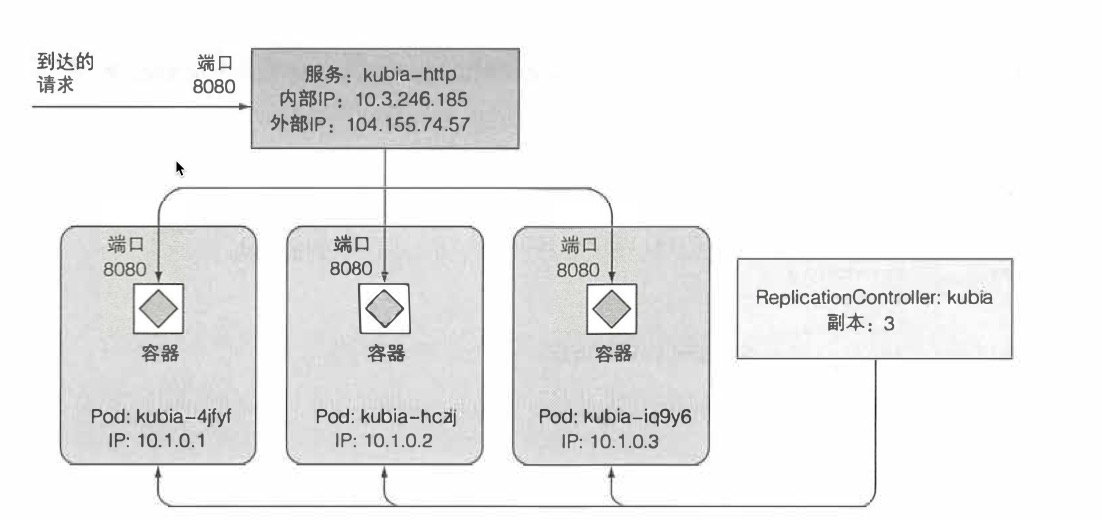 到达的
请求
端口
8080
服务：kubia-http
内部IP：10.3.246.185
外部IP：104.155.74.57
端口
8080
容器
Pod: kubia-4jfyf
IP: 10.1.0.1
端口
8080
容器
Pod: kubia-hczij
IP: 10.1.0.2
端口
8080
容器
Pod: kubia-iq9y6
IP: 10.1.0.3
ReplicationController: kubia
副本：3